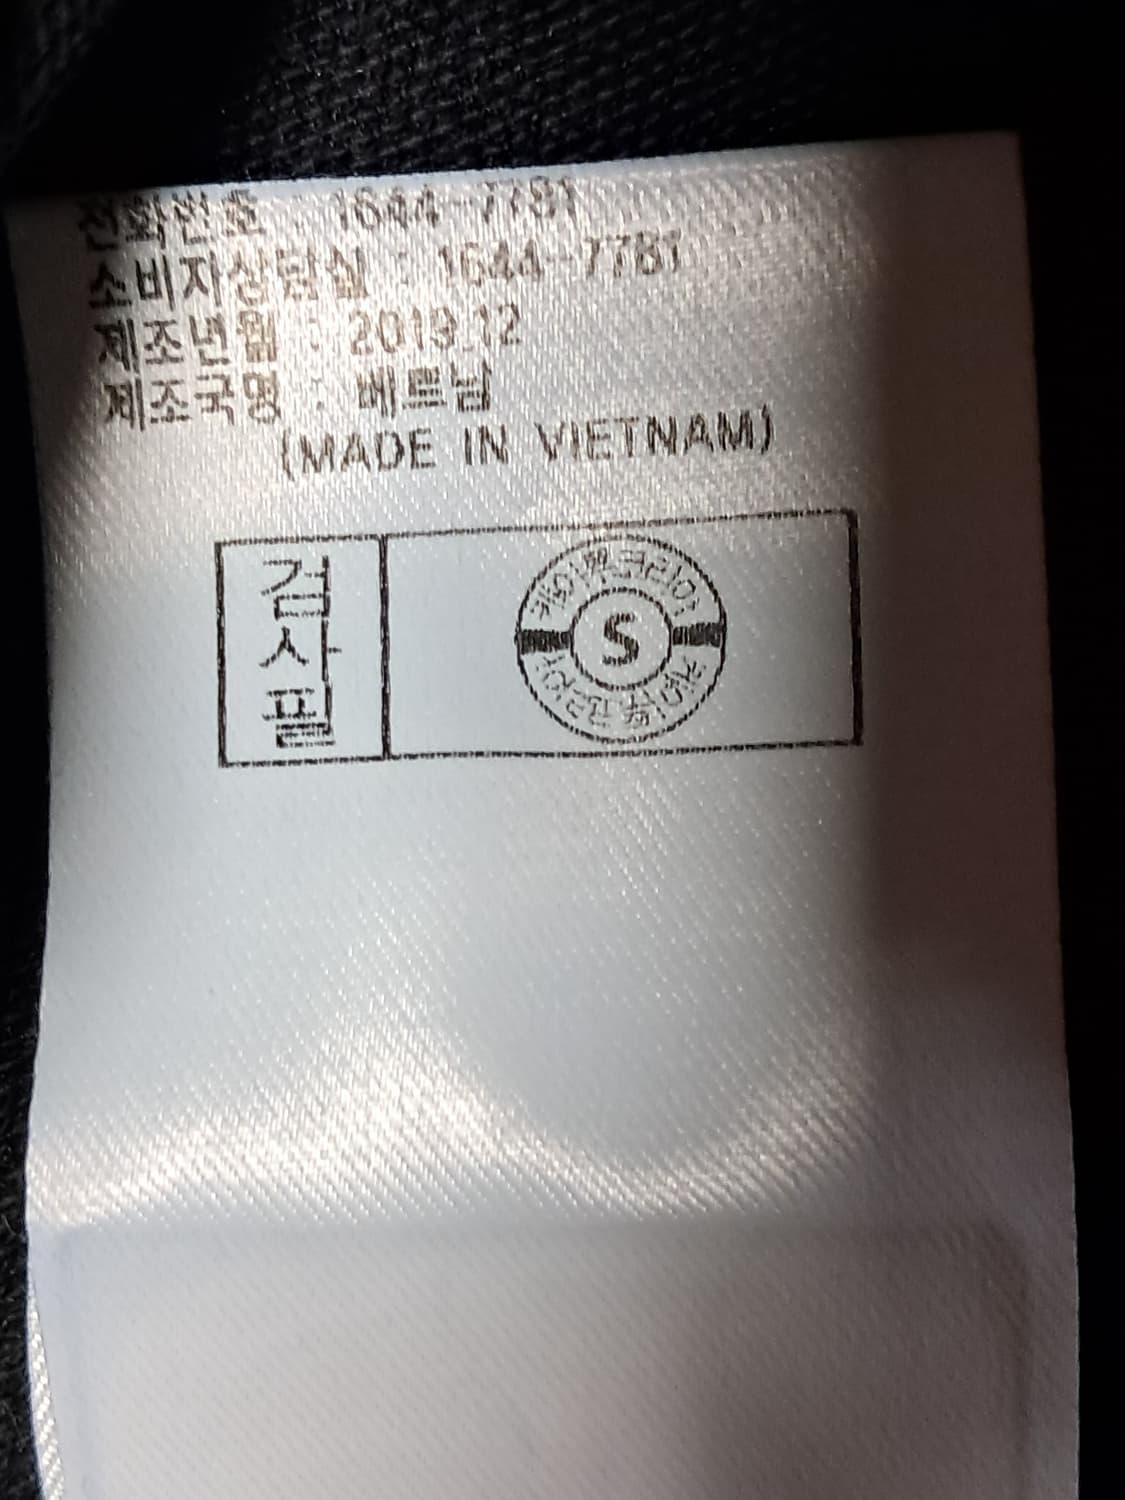 전화번호 : 1644-7781
소비자상담실 : 1644-7781
제조년월 : 2019.12
제조국명 : 베트남
(MADE IN VIETNAM)
검사필
S